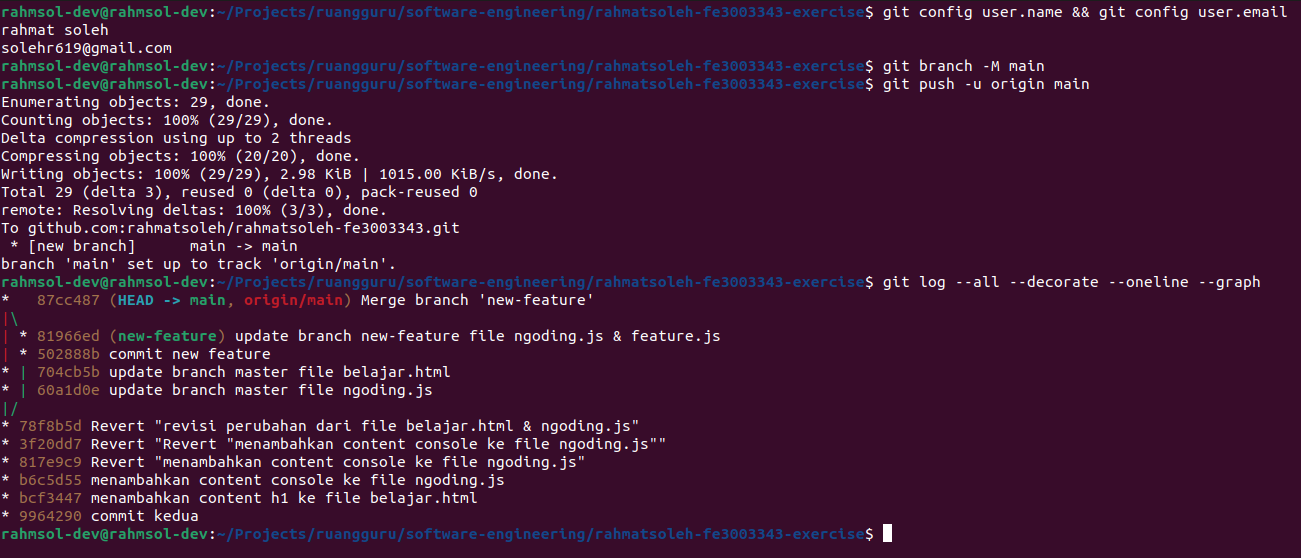 rahmsol-dev@rahmsol-dev:~/Projects/ruangguru/software-engineering/rahmatsoleh-fe3003343-exercise$ git config user.name && git config user.email
rahmat soleh
solehr619@gmail.com
rahmsol-dev@rahmsol-dev:~/Projects/ruangguru/software-engineering/rahmatsoleh-fe3003343-exercise$ git branch -M main
rahmsol-dev@rahmsol-dev:~/Projects/ruangguru/software-engineering/rahmatsoleh-fe3003343-exercise$ git push -u origin main
Enumerating objects: 29, done.
Counting objects: 100% (29/29), done.
Delta compression using up to 2 threads
Compressing objects: 100% (20/20), done.
Writing objects: 100% (29/29), 2.98 KiB | 1015.00 KiB/s, done.
Total 29 (delta 3), reused 0 (delta 0), pack-reused 0
remote: Resolving deltas: 100% (3/3), done.
To github.com:rahmatsoleh/rahmatsoleh-fe3003343.git
 * [new branch]      main -> main
branch 'main' set up to track 'origin/main'.
rahmsol-dev@rahmsol-dev:~/Projects/ruangguru/software-engineering/rahmatsoleh-fe3003343-exercise$ git log --all --decorate --oneline --graph
*   87cc487 (HEAD -> main, origin/main) Merge branch 'new-feature'
|\
| * 81966ed (new-feature) update branch new-feature file ngoding.js & feature.js
| * 502888b commit new feature
* | 704cb5b update branch master file belajar.html
* | 60a1d0e update branch master file ngoding.js
|/
* 78f8b5d Revert "revisi perubahan dari file belajar.html & ngoding.js"
* 3f20dd7 Revert "Revert "menambahkan content console ke file ngoding.js""
* 817e9c9 Revert "menambahkan content console ke file ngoding.js"
* b6c5d55 menambahkan content console ke file ngoding.js
* bcf3447 menambahkan content h1 ke file belajar.html
* 9964290 commit kedua
rahmsol-dev@rahmsol-dev:~/Projects/ruangguru/software-engineering/rahmatsoleh-fe3003343-exercise$